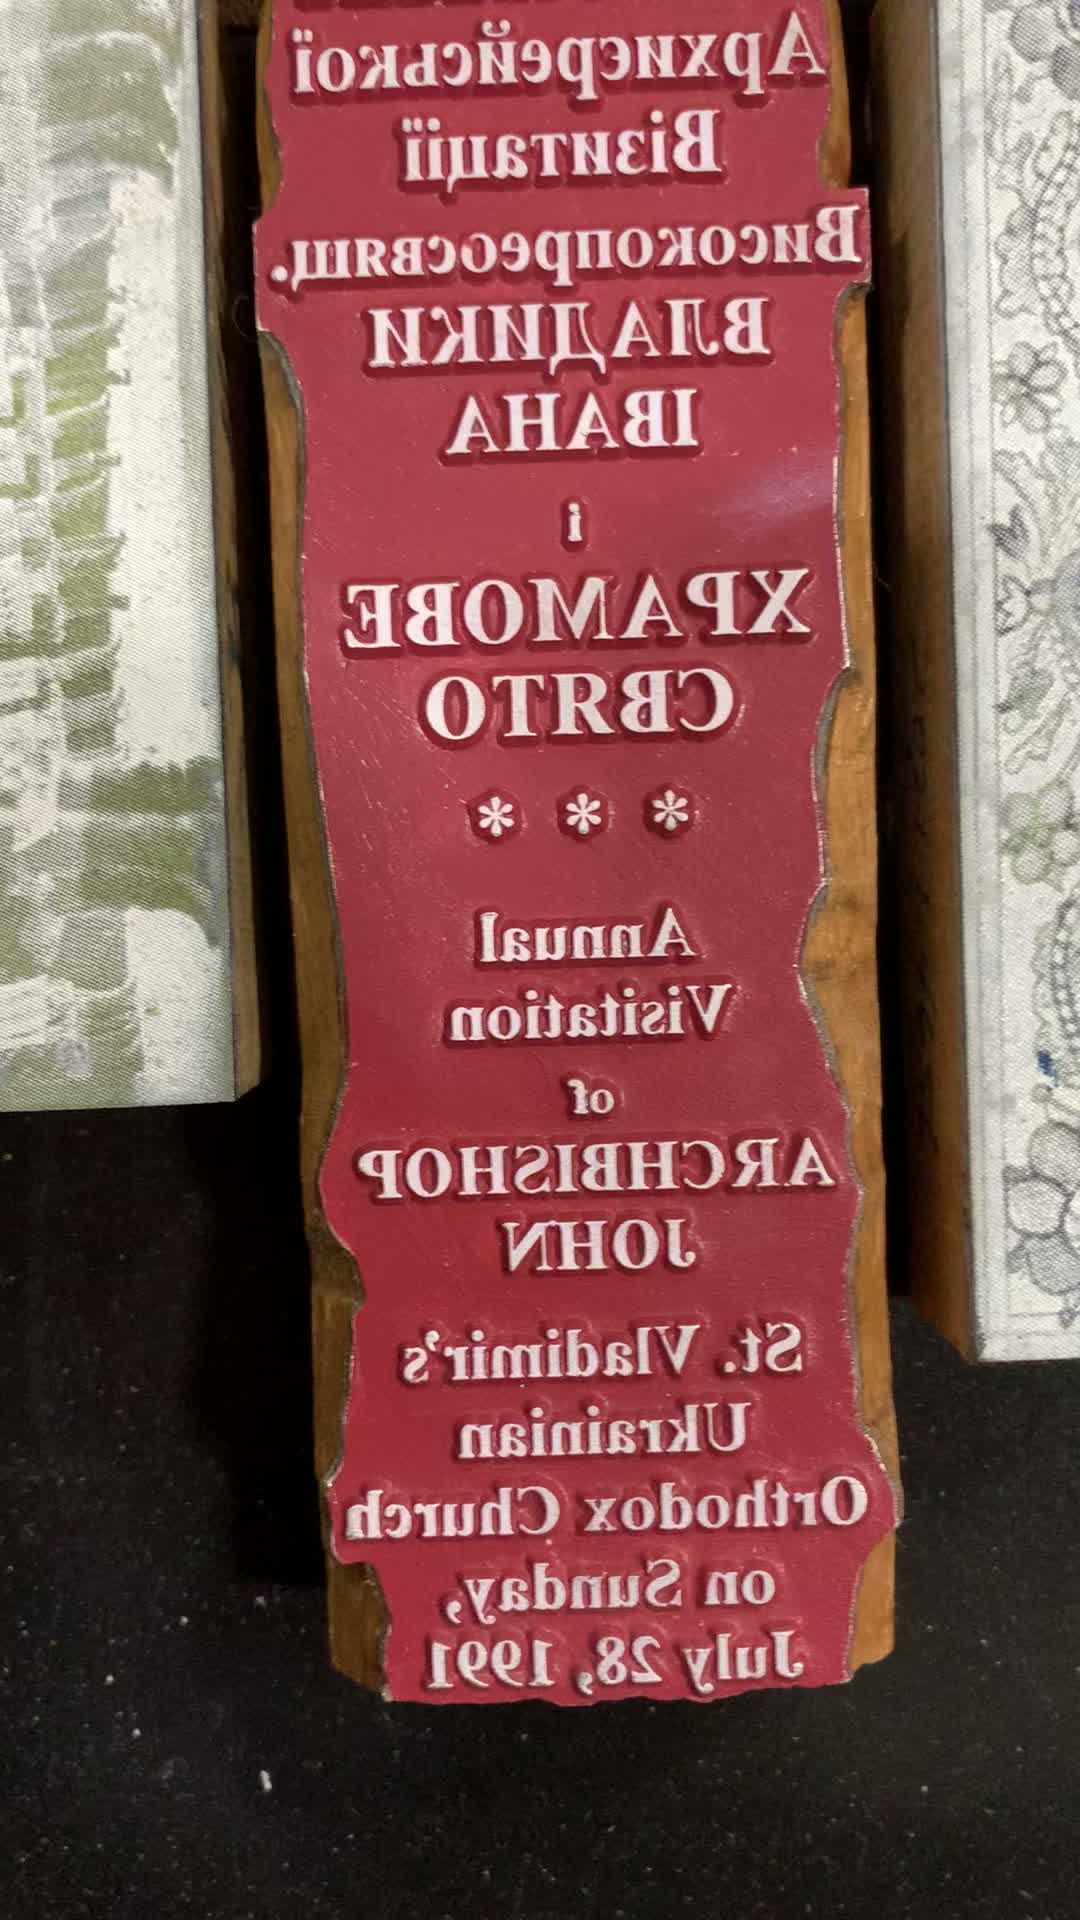 Архиєрейської
Візитації
Високопреосвящ.
ВЛАДИКИ
ІВАНА
і
ХРАМОВЕ
СВЯТО
* * *
Annual
Visitation
of
ARCHBISHOP
JOHN
St. Vladimir's
Ukrainian
Orthodox Church
on Sunday,
July 28, 1991